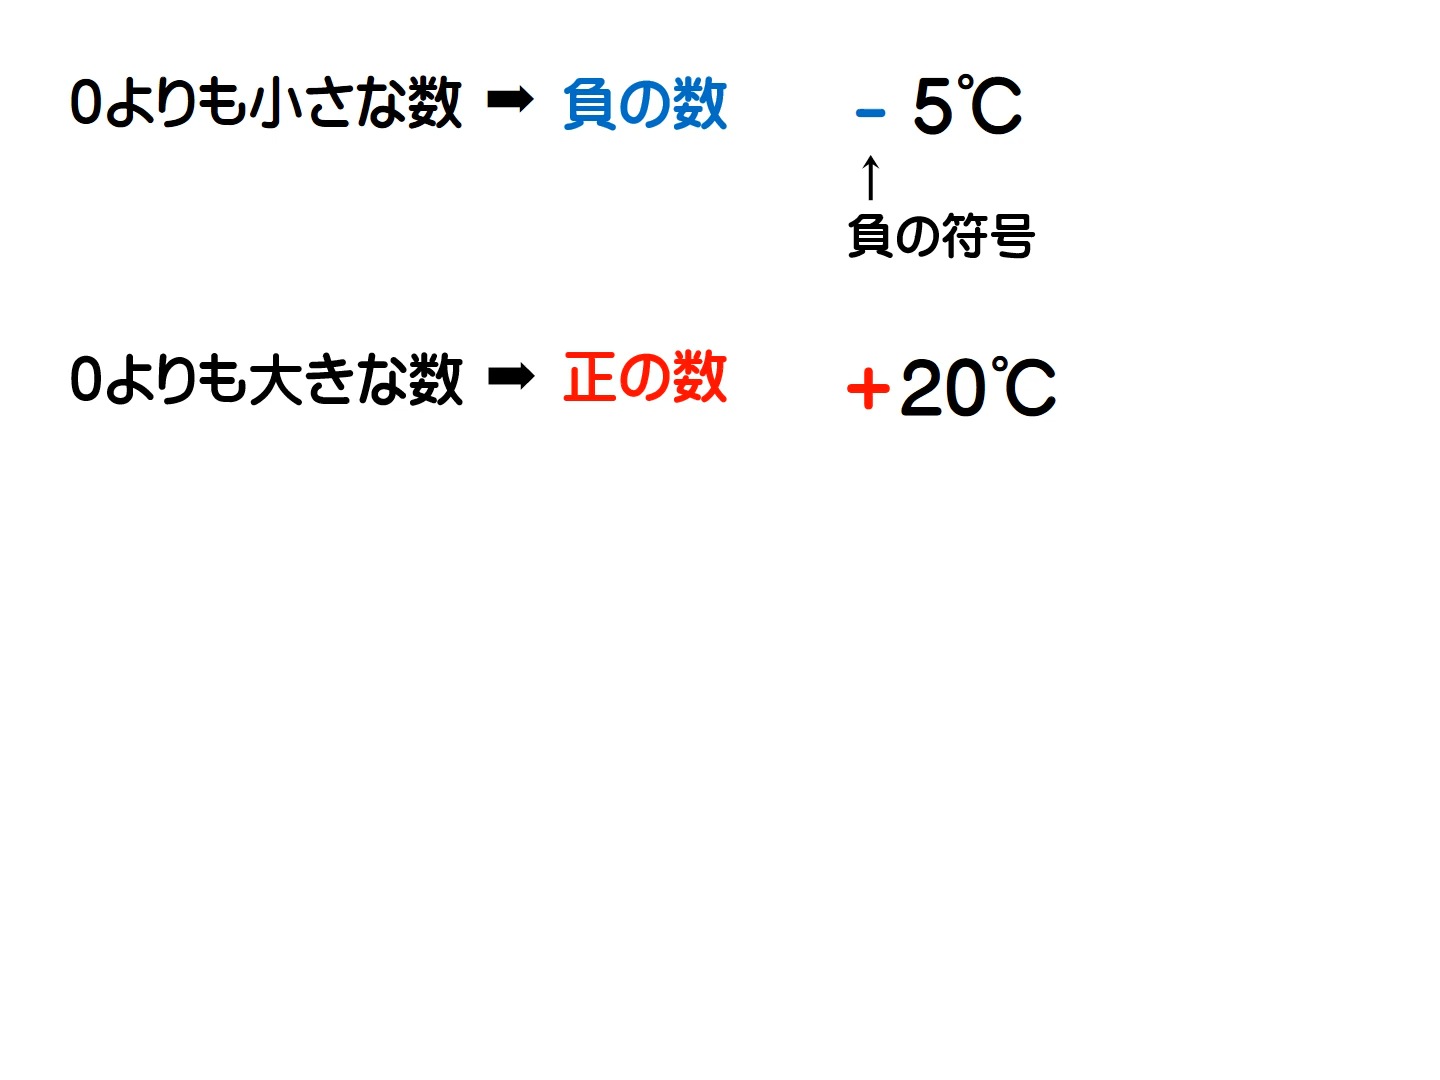 0よりも小さな数 ➡ 負の数 - 5℃
↑
負の符号
0よりも大きな数 ➡ 正の数 +20℃